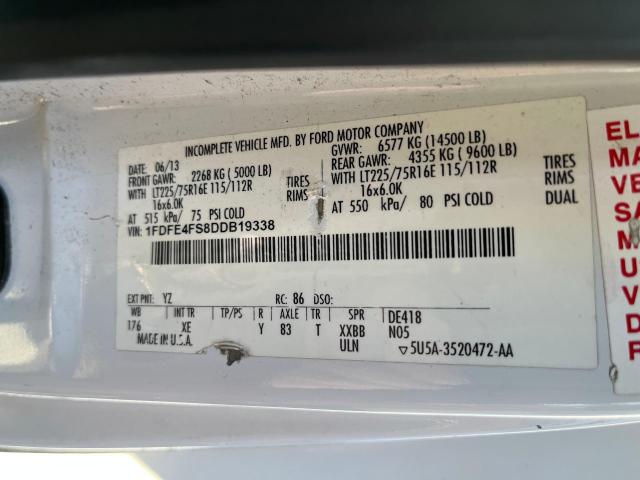 INCOMPLETE VEHICLE MFD. BY FORD MOTOR COMPANY
DATE: 06/13 GVWR: 6577 KG (14500 LB)
FRONT GAWR: 2268 KG (5000 LB) REAR GAWR: 4355 KG (9600 LB)
WITH LT225/75R16E 115/112R TIRES WITH LT225/75R16E 115/112R TIRES
16x6.0K RIMS 16x6.0K RIMS
AT 515 kPa/ 75 PSI COLD AT 550 kPa/ 80 PSI COLD DUAL
VIN: 1FDFE4FS8DDB19338
EXT PNT: YZ RC: 86 DSO:
WB INT TR TP/PS R AXLE TR SPR DE418
176 XE Y 83 T XXBB N05
MADE IN U.S.A. ULN 5U5A-3520472-AA
EL
MA
VE
SA
M
U
V
D
F